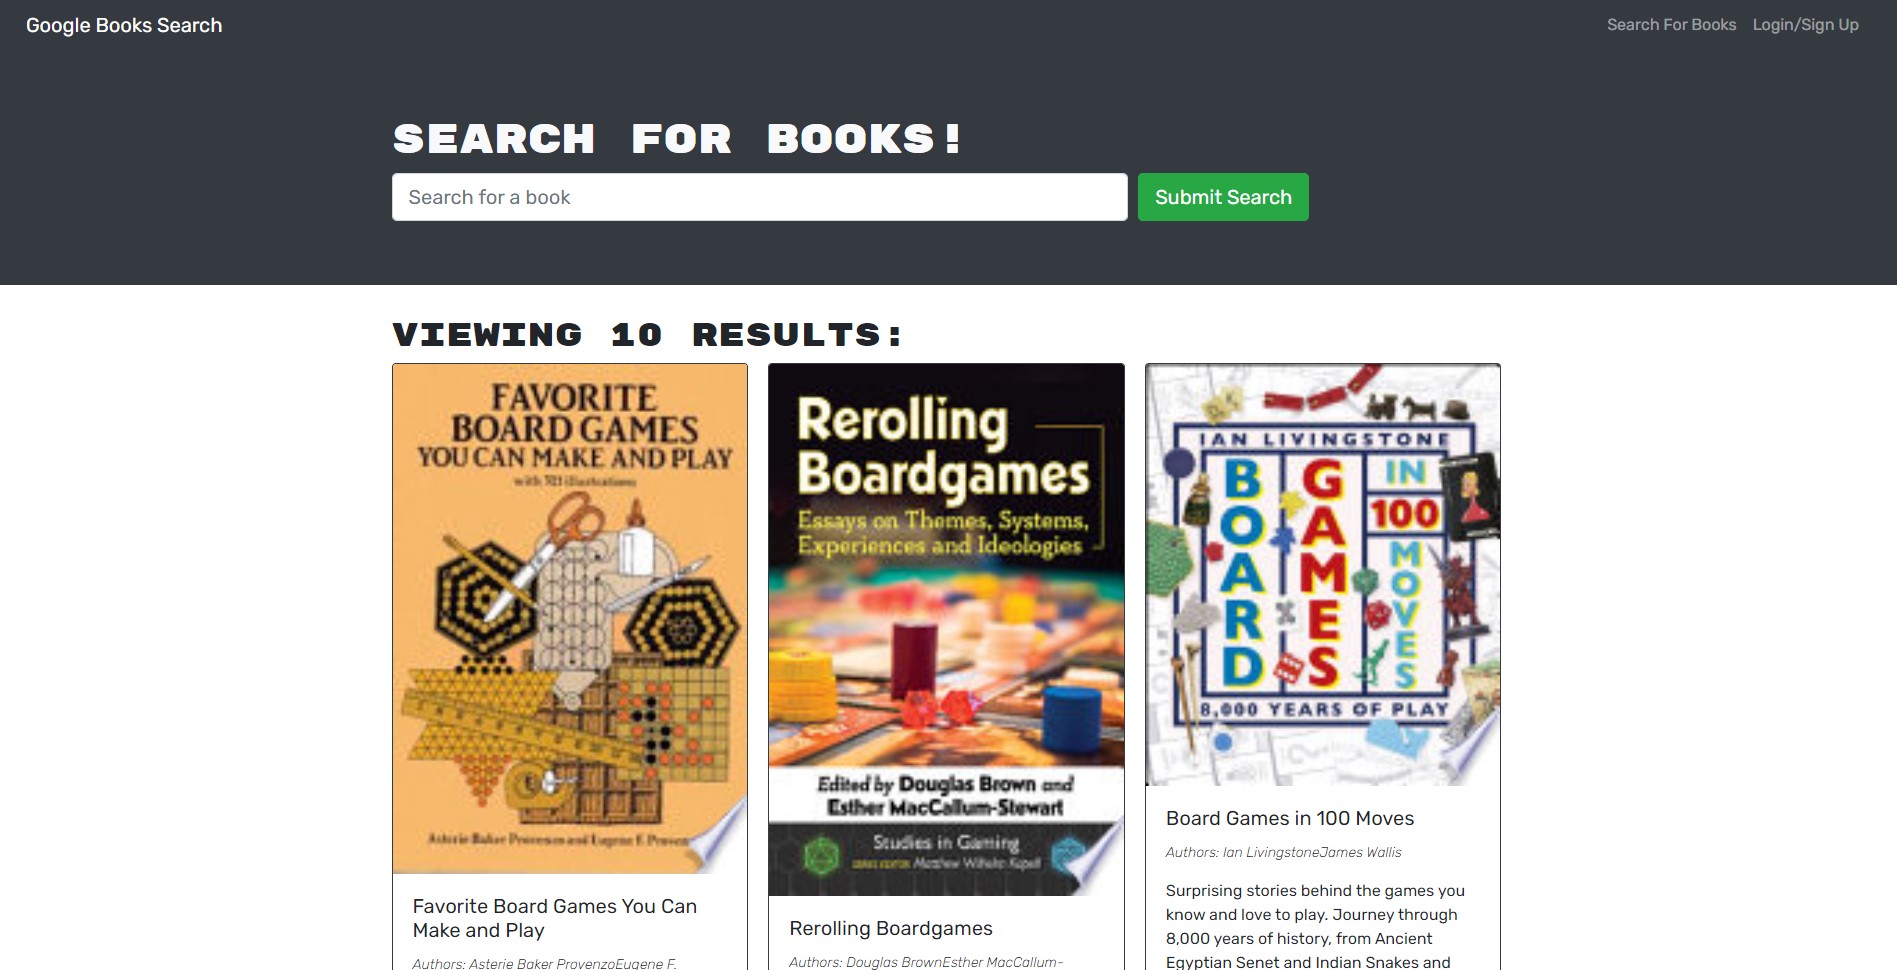 Google Books Search
Search For Books
Login/Sign Up
SEARCH FOR BOOKS!
Search for a book
Submit Search
VIEWING 10 RESULTS:
FAVORITE
BOARD GAMES
YOU CAN MAKE AND PLAY
with 321 illustrations
Asterie Baker Provenzo and Eugene F. Proven
Favorite Board Games You Can
Make and Play
Authors: Asterie Baker ProvenzoEugene F.
Rerolling
Boardgames
Essays on Themes, Systems,
Experiences and Ideologies
Edited by Douglas Brown and
Esther MacCallum-Stewart
Studies in Gaming
SERIES EDITOR Matthew Wilhelm Kapell
Rerolling Boardgames
Authors: Douglas BrownEsther MacCallum-
IAN LIVINGSTONE
BOARD
GAMES
IN
100
MOVES
8,000 YEARS OF PLAY
Board Games in 100 Moves
Authors: Ian LivingstoneJames Wallis
Surprising stories behind the games you
know and love to play. Journey through
8,000 years of history, from Ancient
Egyptian Senet and Indian Snakes and